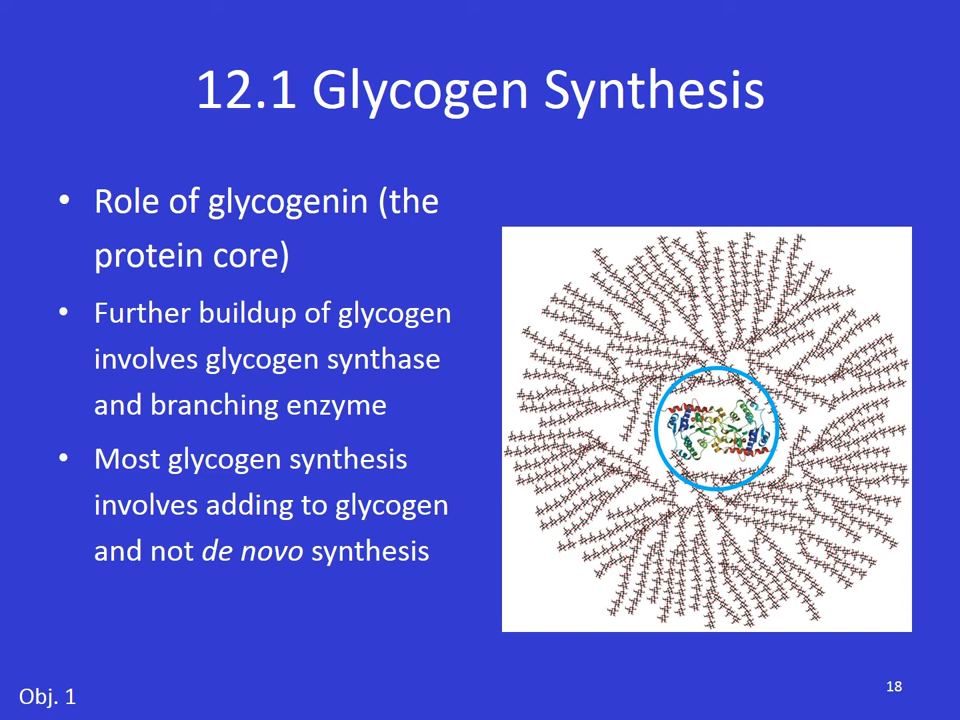 12.1 Glycogen Synthesis
• Role of glycogenin (the
protein core)
• Further buildup of glycogen
involves glycogen synthase
and branching enzyme
• Most glycogen synthesis
involves adding to glycogen
and not de novo synthesis
Obj. 1
18